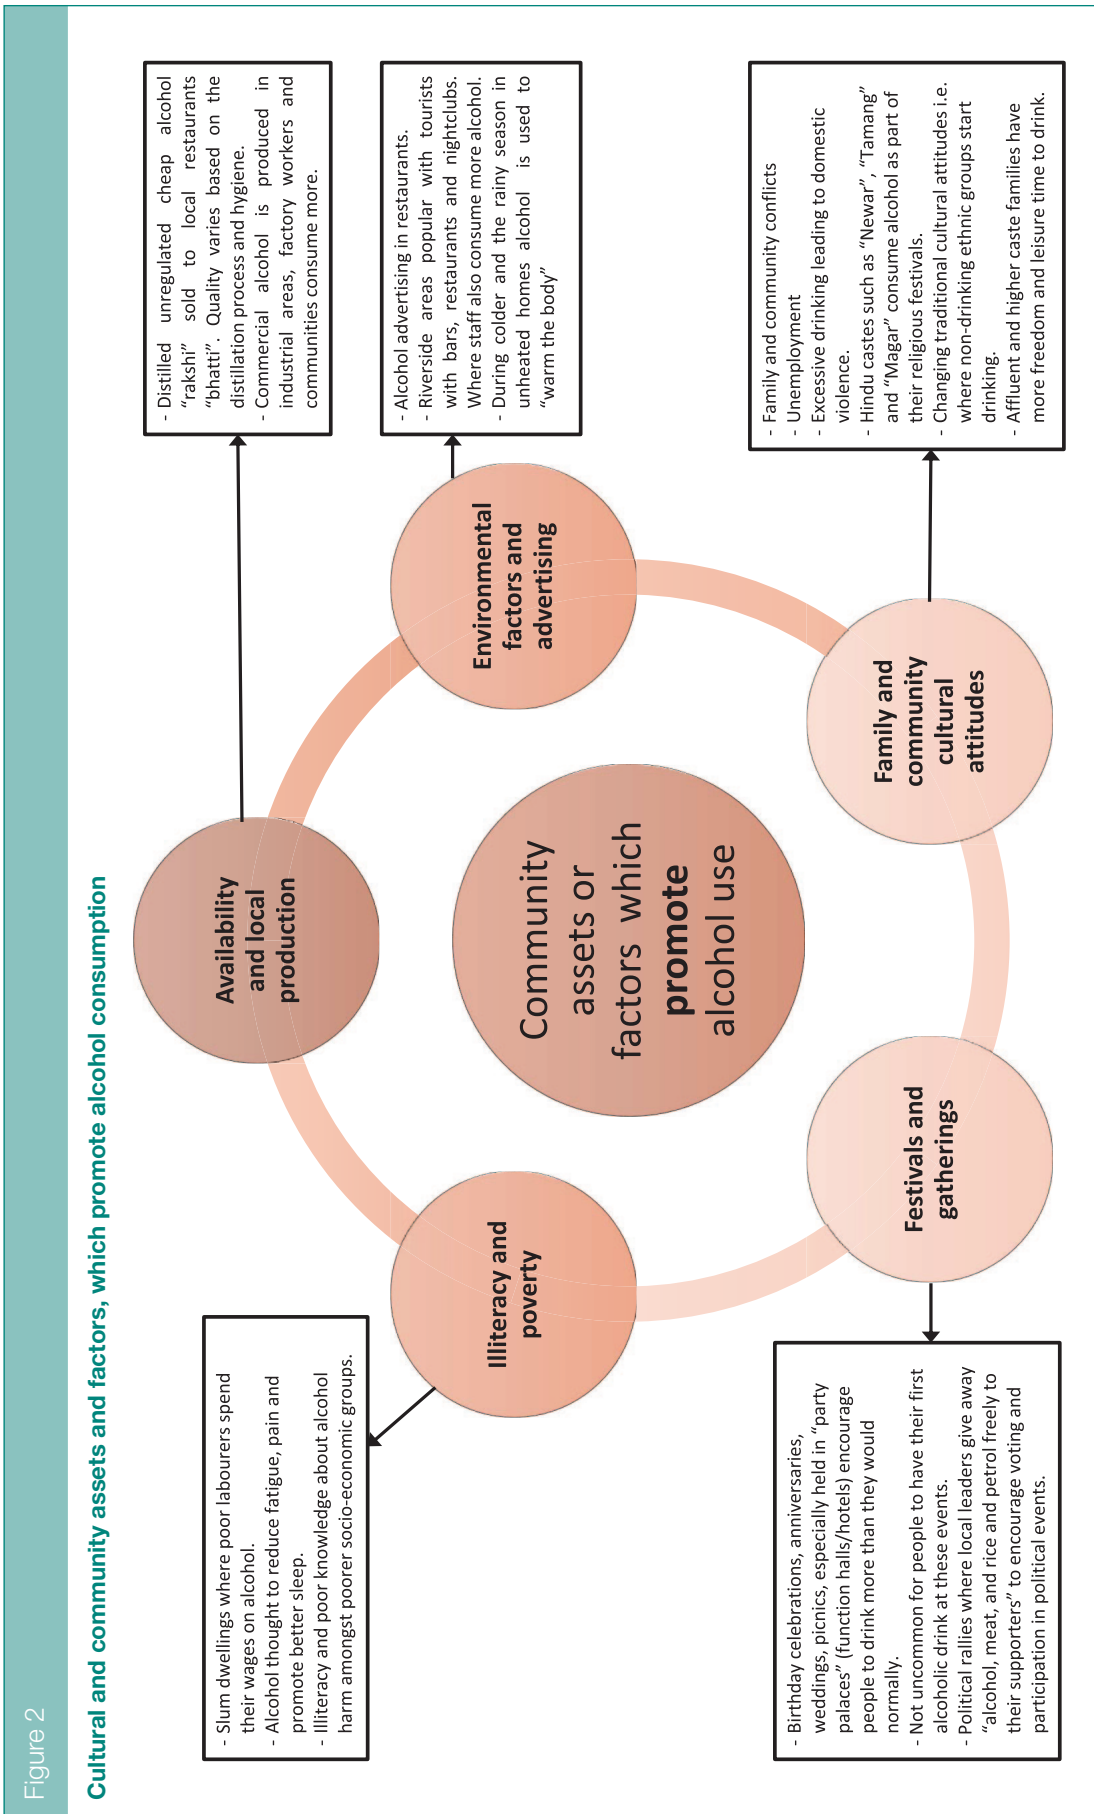 Figure 2
Cultural and community assets and factors, which promote alcohol consumption
Availability
and local
production
- Distilled unregulated cheap alcohol
“rakshi” sold to local restaurants
“bhatti”. Quality varies based on the
distillation process and hygiene.
- Commercial alcohol is produced in
industrial areas, factory workers and
communities consume more.
Environmental
factors and
advertising
- Alcohol advertising in restaurants.
- Riverside areas popular with tourists
with bars, restaurants and nightclubs.
Where staff also consume more alcohol.
- During colder and the rainy season in
unheated homes alcohol is used to
“warm the body”
Family and
community
cultural
attitudes
- Family and community conflicts
- Unemployment
- Excessive drinking leading to domestic
violence.
- Hindu castes such as “Newar”, “Tamang”
and “Magar” consume alcohol as part of
their religious festivals.
- Changing traditional cultural attitudes i.e.
where non-drinking ethnic groups start
drinking.
- Affluent and higher caste families have
more freedom and leisure time to drink.
Festivals and
gatherings
- Birthday celebrations, anniversaries,
weddings, picnics, especially held in “party
palaces” (function halls/hotels) encourage
people to drink more than they would
normally.
- Not uncommon for people to have their first
alcoholic drink at these events.
- Political rallies where local leaders give away
“alcohol, meat, and rice and petrol freely to
their supporters” to encourage voting and
participation in political events.
Illiteracy and
poverty
- Slum dwellings where poor labourers spend
their wages on alcohol.
- Alcohol thought to reduce fatigue, pain and
promote better sleep.
- Illiteracy and poor knowledge about alcohol
harm amongst poorer socio-economic groups.
Community
assets or
factors which
promote
alcohol use